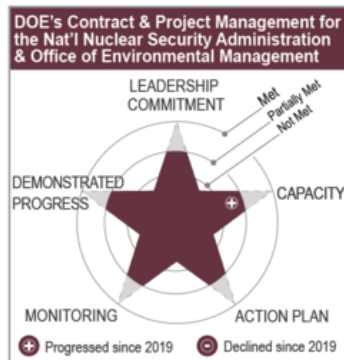 DOE's Contract & Project Management for
the Nat'l Nuclear Security Administration
& Office of Environmental Management
LEADERSHIP
COMMITMENT
Met
Partially Met
Not Met
DEMONSTRATED
PROGRESS
CAPACITY
MONITORING
ACTION PLAN
Progressed since 2019
Declined since 2019